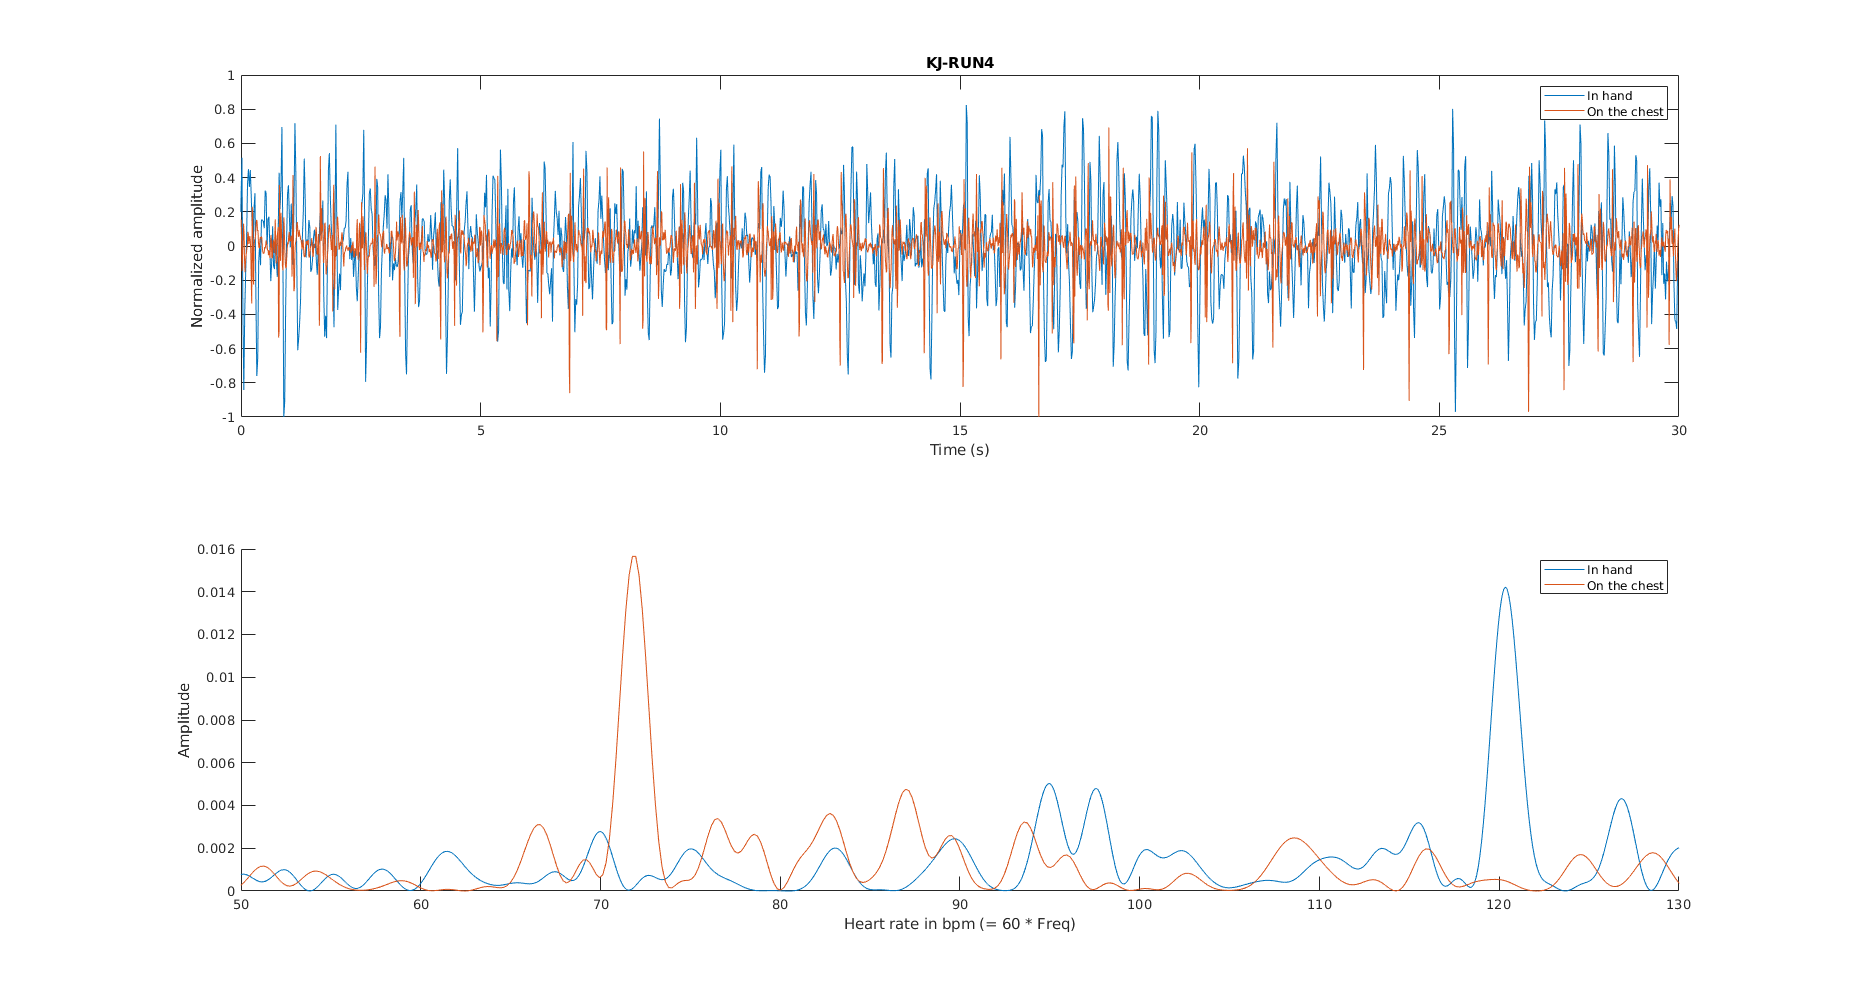 KJ-RUN4
1
0.8
0.6
0.4
0.2
0
-0.2
-0.4
-0.6
-0.8
-1
Normalized amplitude
In hand
On the chest
0 5 10 15 20 25 30
Time (s)
0.016
0.014
0.012
0.01
0.008
0.006
0.004
0.002
0
Amplitude
In hand
On the chest
50 60 70 80 90 100 110 120 130
Heart rate in bpm (= 60 * Freq)